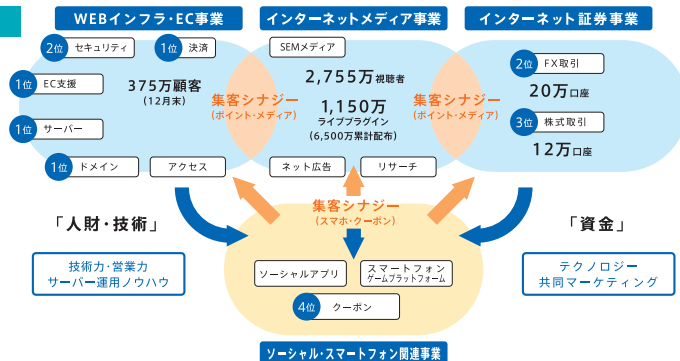 WEBインフラ・EC事業
インターネットメディア事業
インターネット証券事業
2位 セキュリティ
1位 決済
1位 EC支援
1位 サーバー
1位 ドメイン
アクセス
375万顧客
(12月末)
集客シナジー
(ポイント・メディア)
SEMメディア
2,755万視聴者
1,150万
ライブプラグイン
(6,500万累計配布)
ネット広告
リサーチ
集客シナジー
(ポイント・メディア)
2位 FX取引
20万口座
3位 株式取引
12万口座
「人財・技術」
技術力・営業力
サーバー運用ノウハウ
集客シナジー
(スマホ・クーポン)
「資金」
テクノロジー
共同マーケティング
ソーシャルアプリ
スマートフォン
ゲームプラットフォーム
4位 クーポン
ソーシャル・スマートフォン関連事業